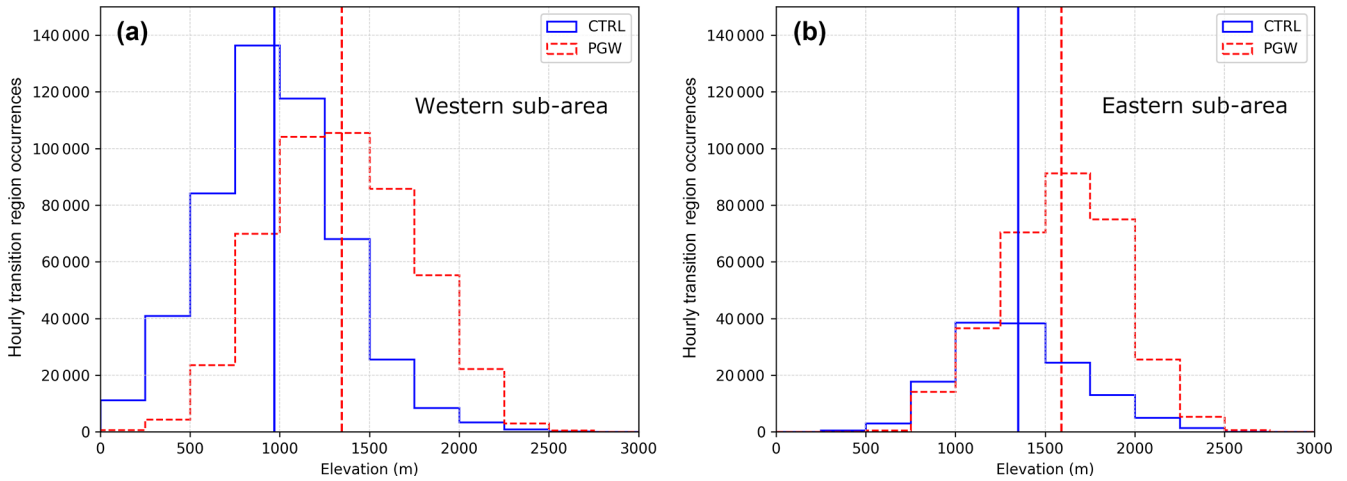 (a)
CTRL
PGW
Western sub-area
Hourly transition region occurrences
140 000
120 000
100 000
80 000
60 000
40 000
20 000
0
0 500 1000 1500 2000 2500 3000
Elevation (m)
(b)
CTRL
PGW
Eastern sub-area
Hourly transition region occurrences
140 000
120 000
100 000
80 000
60 000
40 000
20 000
0
0 500 1000 1500 2000 2500 3000
Elevation (m)